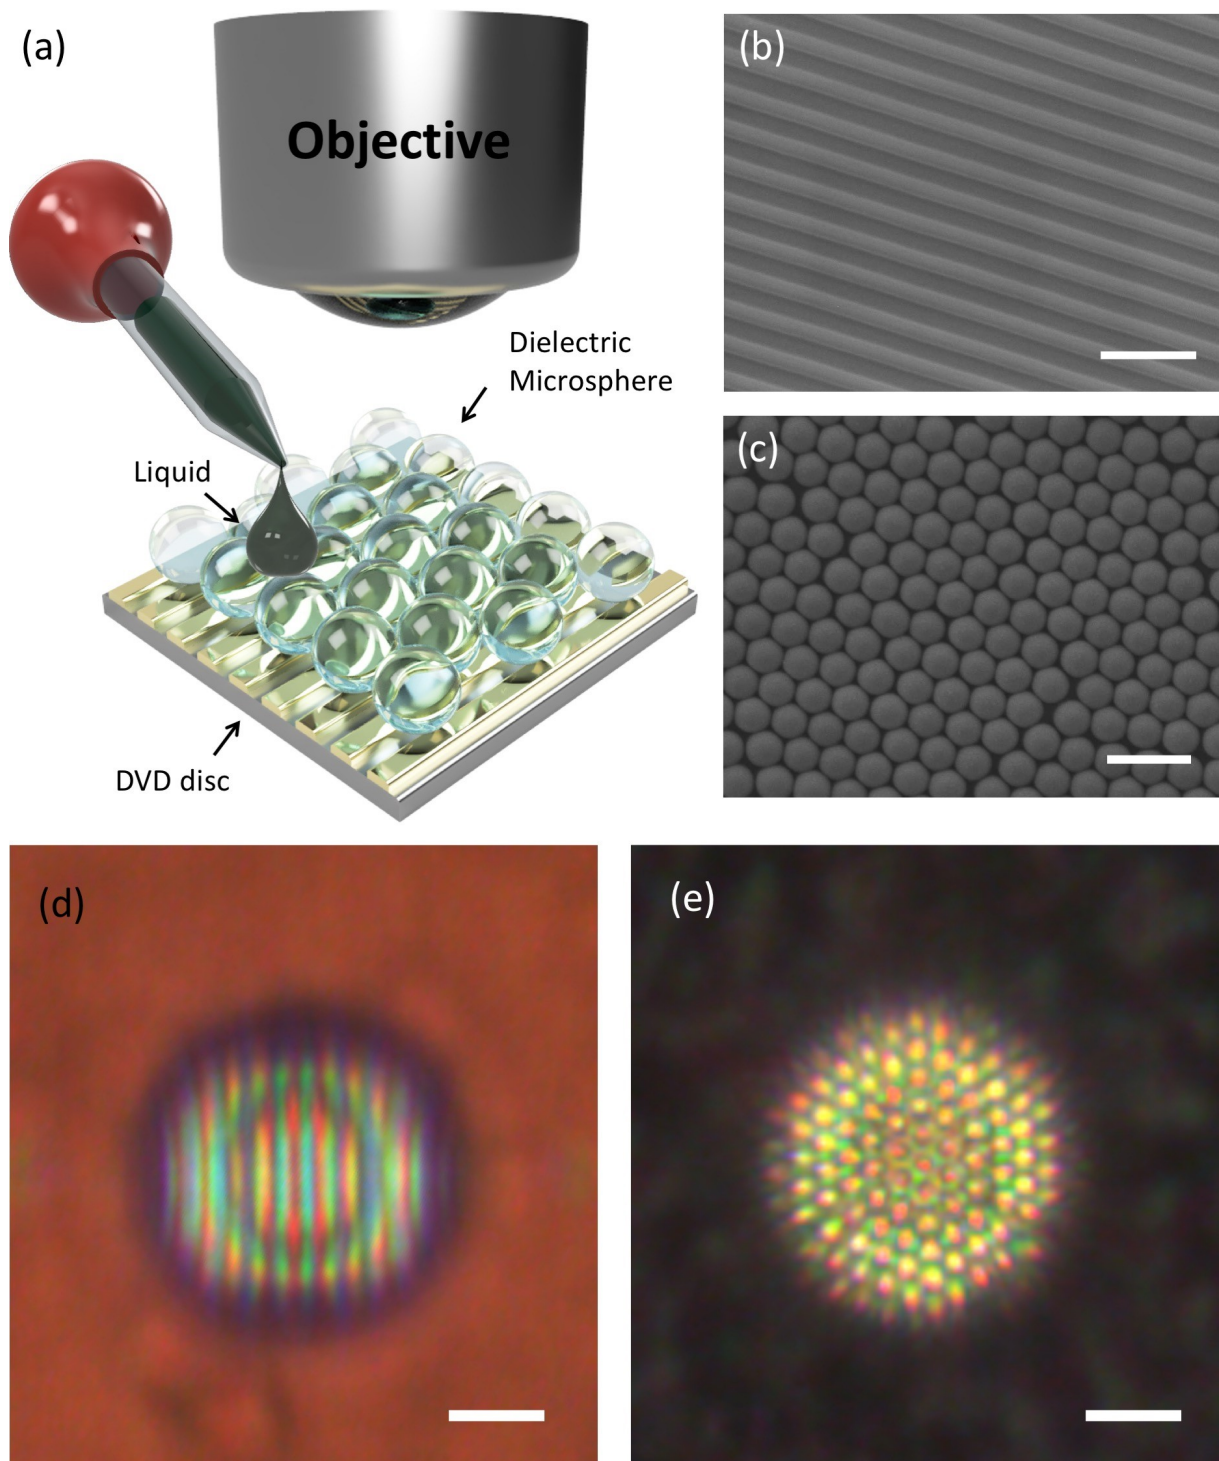 (a)
Objective
Dielectric
Microsphere
Liquid
DVD disc
(b)
(c)
(d)
(e)